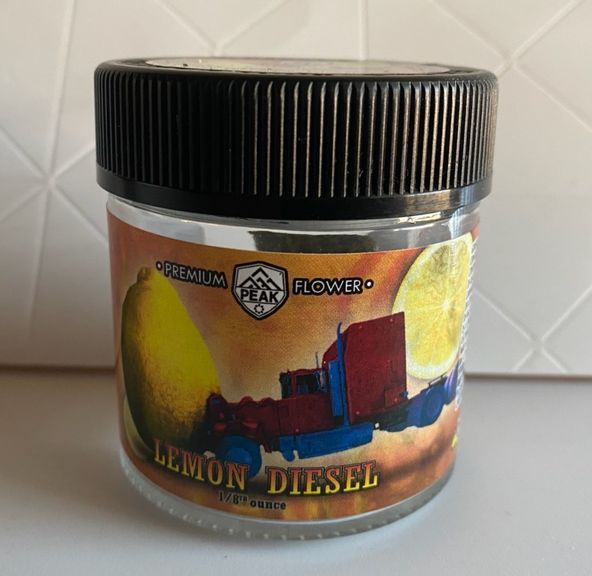 • PREMIUM PEAK FLOWER •
LEMON DIESEL
1/8TH ounce